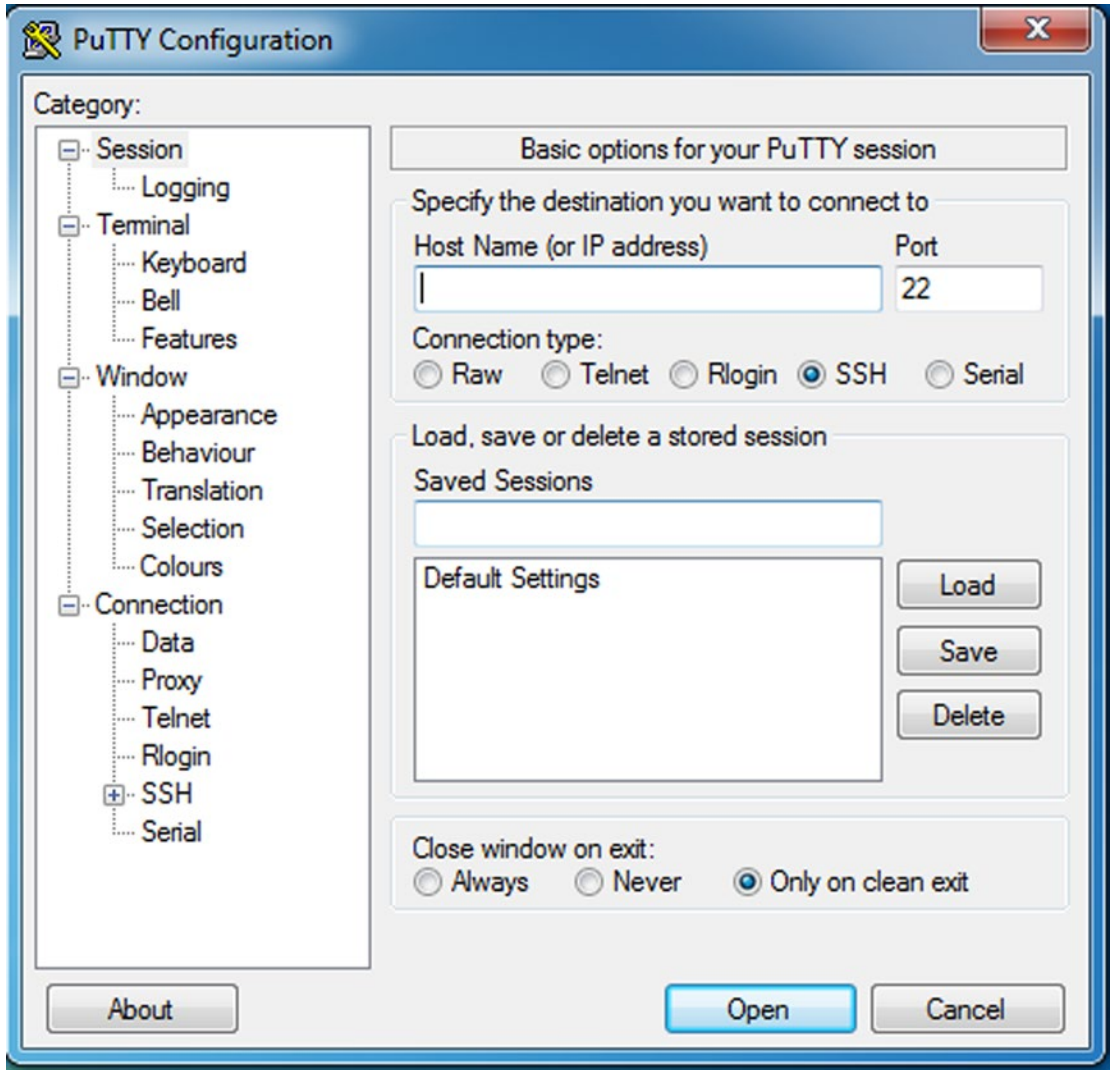 PuTTY Configuration
Category:
Session
Logging
Terminal
Keyboard
Bell
Features
Window
Appearance
Behaviour
Translation
Selection
Colours
Connection
Data
Proxy
Telnet
Rlogin
SSH
Serial
Basic options for your PuTTY session
Specify the destination you want to connect to
Host Name (or IP address) Port
22
Connection type:
Raw Telnet Rlogin SSH Serial
Load, save or delete a stored session
Saved Sessions
Default Settings
Load
Save
Delete
Close window on exit:
Always Never Only on clean exit
About Open Cancel